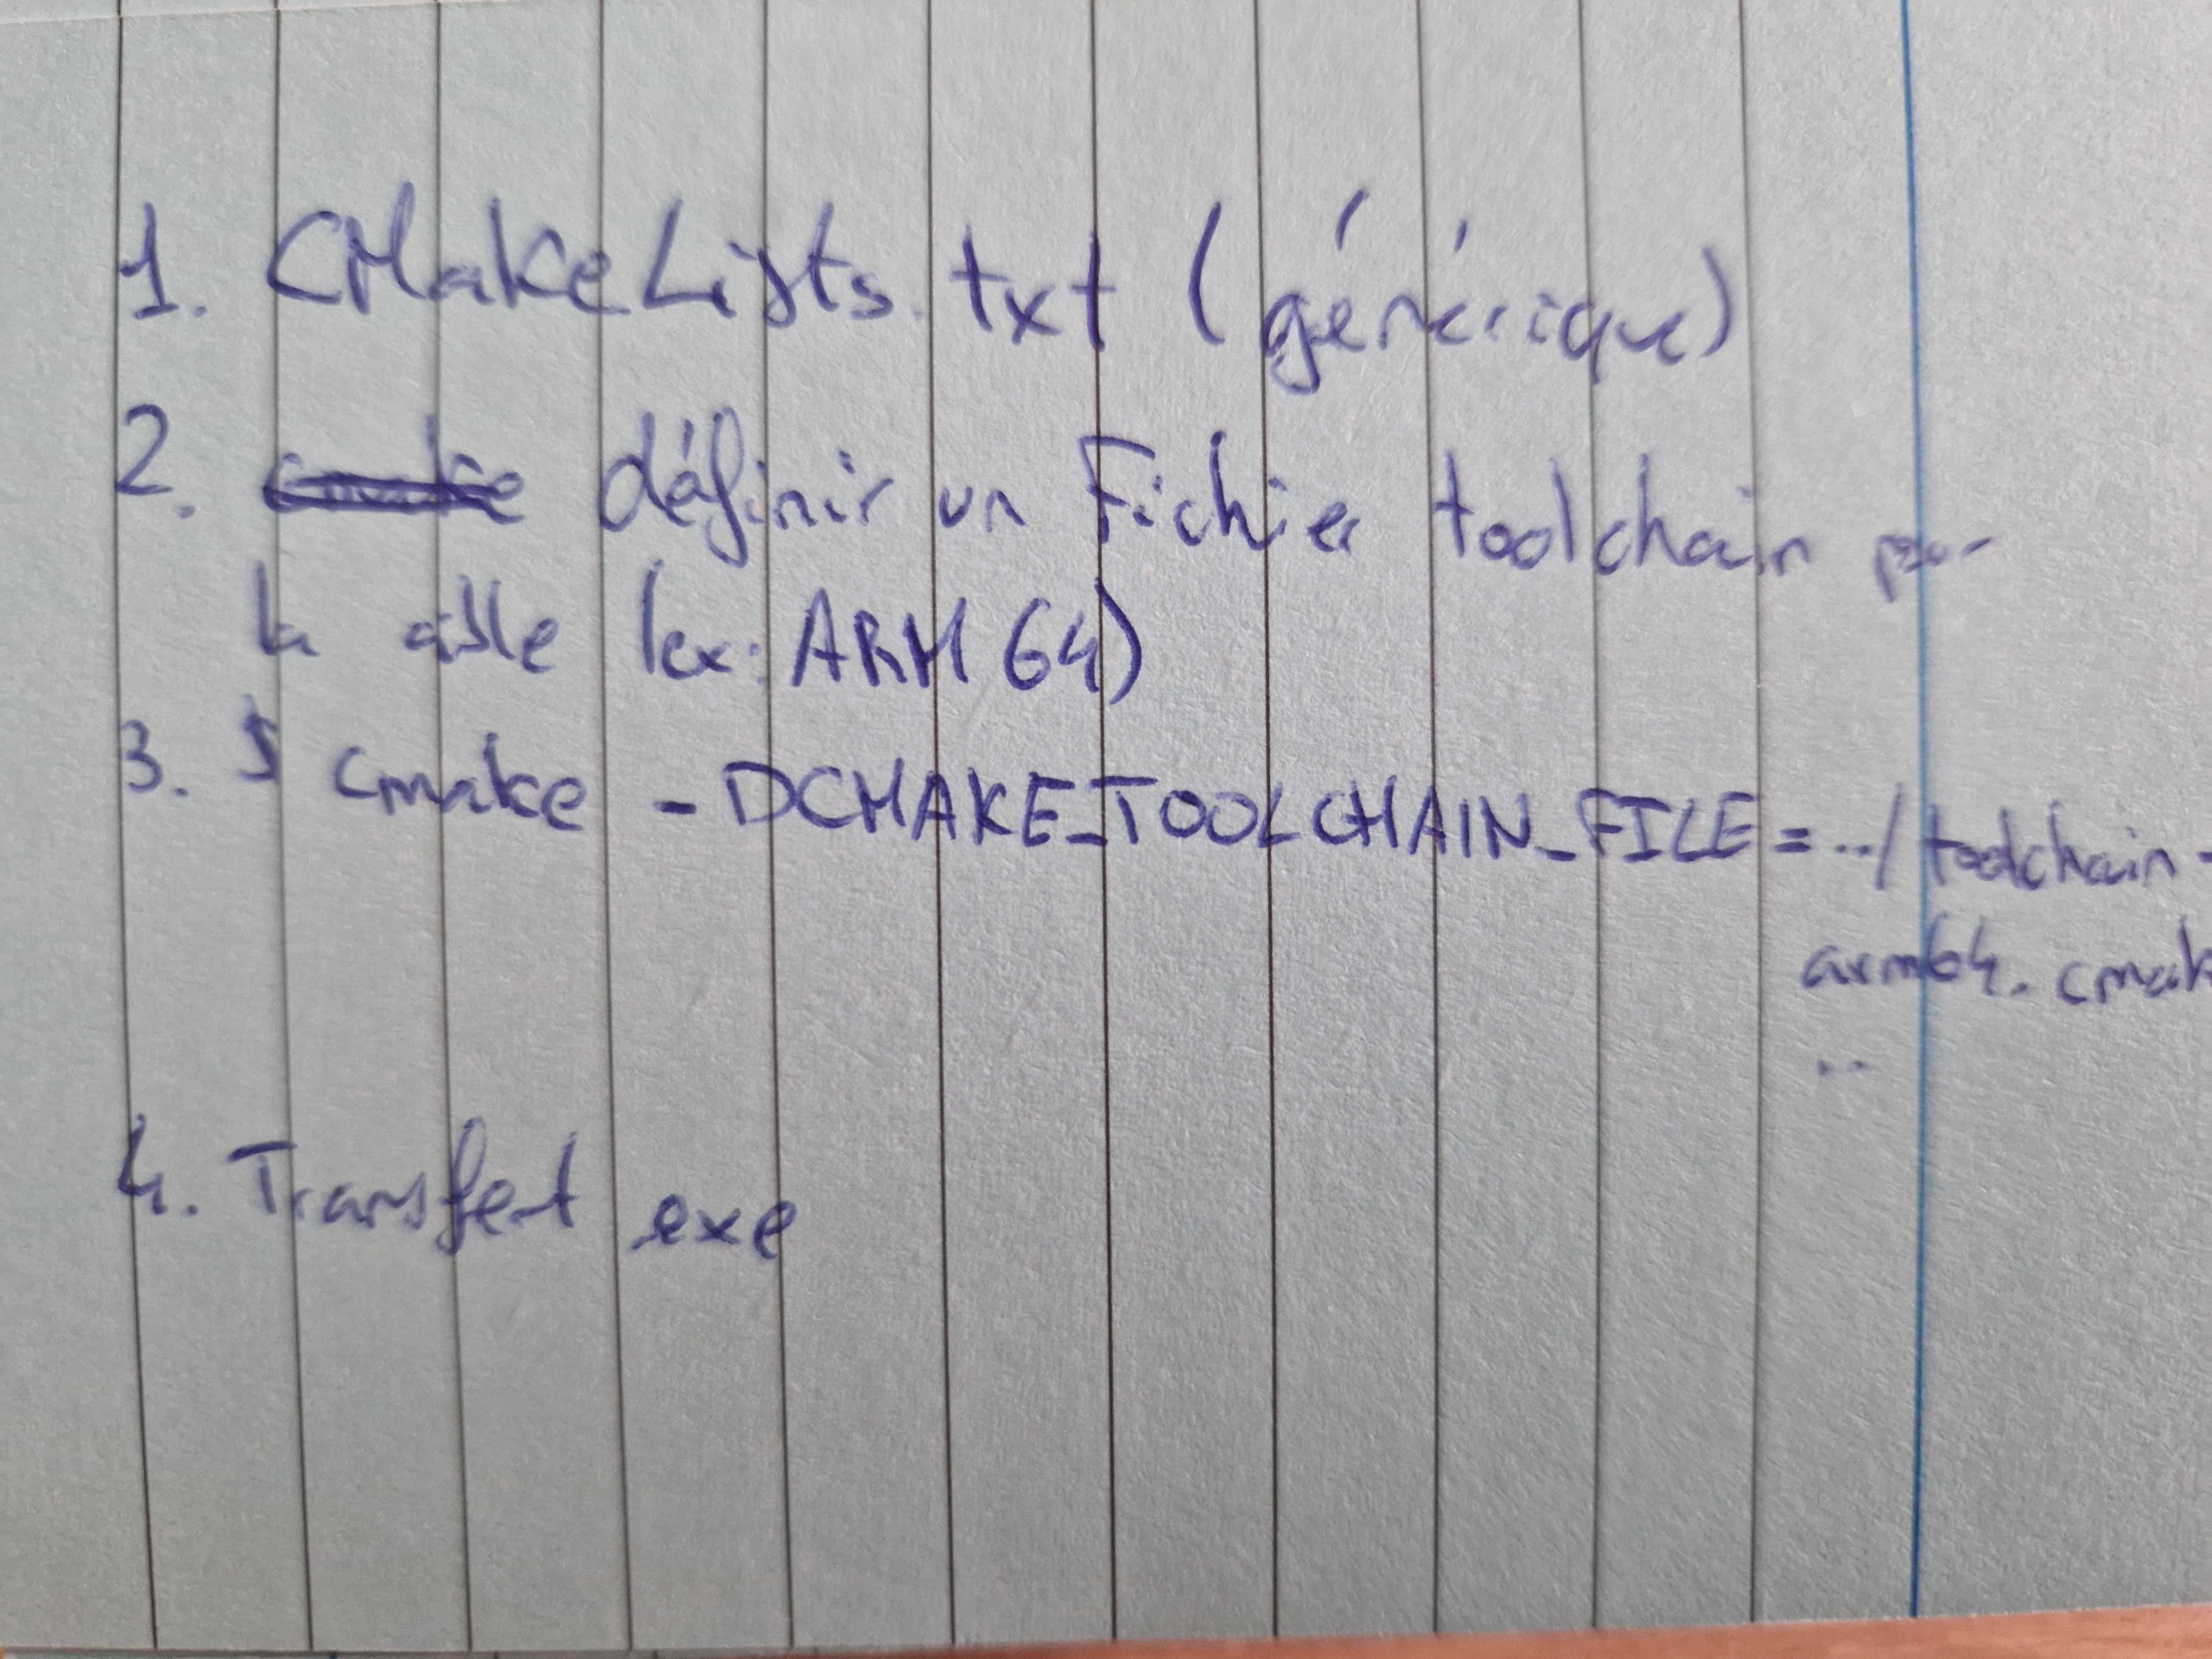 1. CMakeLists.txt (générique)
2. définir un Fichier toolchain pour
la cible (ex: ARM 64)
3. $ cmake -DCMAKE_TOOLCHAIN_FILE=../toolchain-
arm64.cmak
..
4. Transfert exe